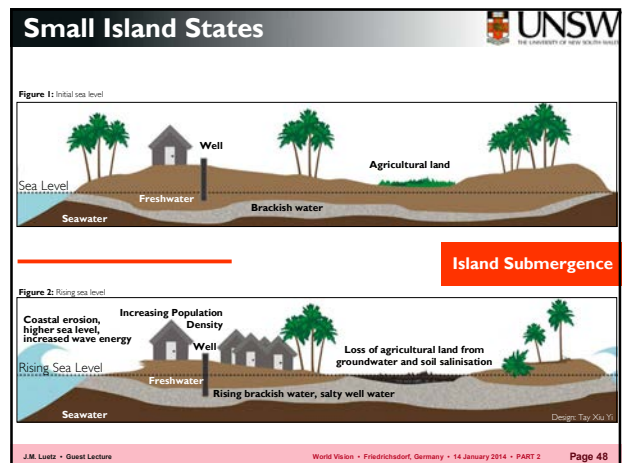 Small Island States
UNSW
THE UNIVERSITY OF NEW SOUTH WALES
Figure 1: Initial sea level
Well
Agricultural land
Sea Level
Freshwater
Brackish water
Seawater
Island Submergence
Figure 2: Rising sea level
Coastal erosion,
higher sea level,
increased wave energy
Increasing Population
Density
Well
Loss of agricultural land from
groundwater and soil salinisation
Rising Sea Level
Freshwater
Rising brackish water, salty well water
Seawater
Design: Tay Xiu Yi
J.M. Luetz • Guest Lecture
World Vision • Friedrichsdorf, Germany • 14 January 2014 • PART 2
Page 48